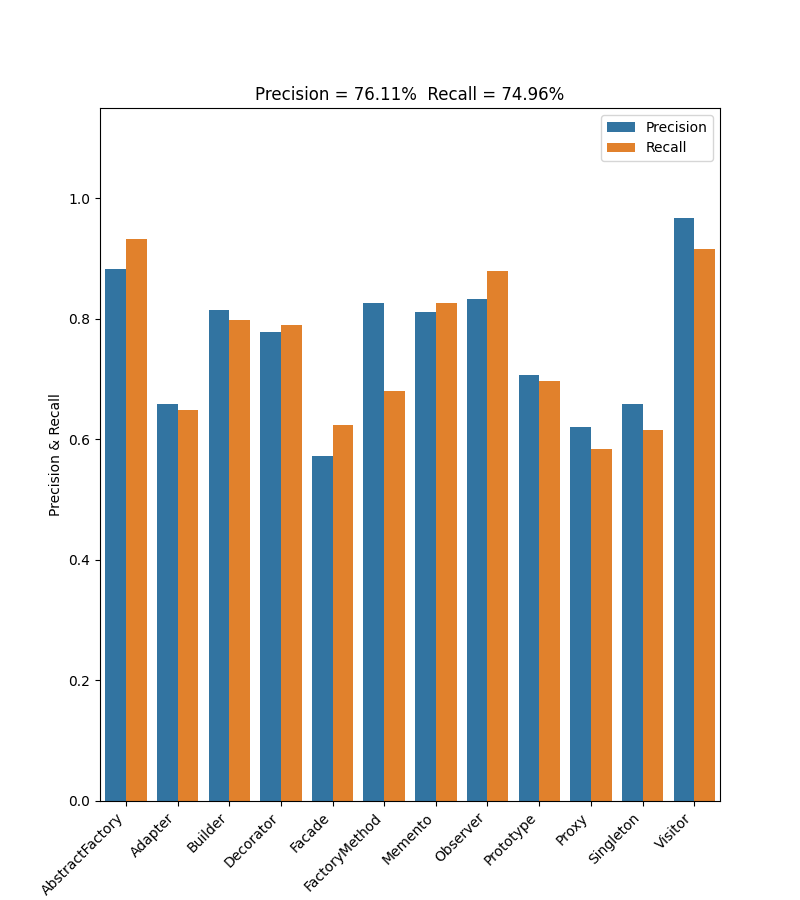 Precision = 76.11%  Recall = 74.96%
Precision
Recall
Precision & Recall
1.0
0.8
0.6
0.4
0.2
0.0
AbstractFactory
Adapter
Builder
Decorator
Facade
FactoryMethod
Memento
Observer
Prototype
Proxy
Singleton
Visitor